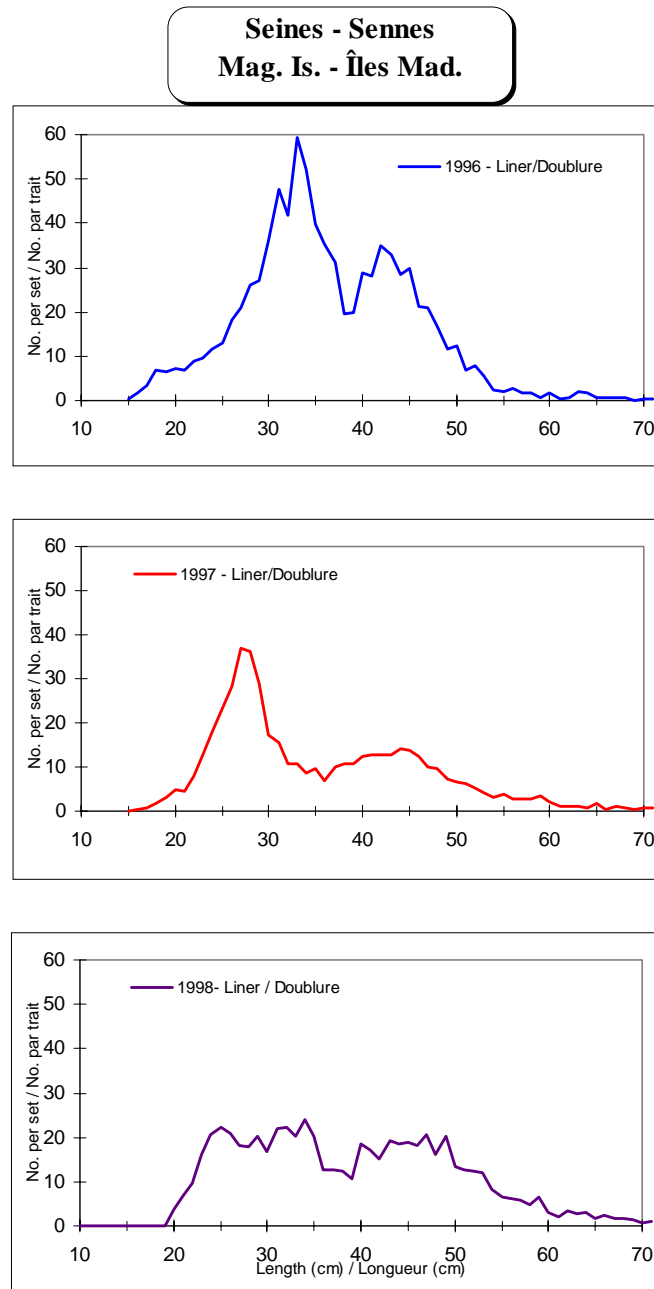 Seines - Sennes
Mag. Is. - Îles Mad.
No. per set / No. par trait
60
50
40
30
20
10
0
1996 - Liner/Doublure
10 20 30 40 50 60 70
No. per set / No. par trait
60
50
40
30
20
10
0
1997 - Liner/Doublure
10 20 30 40 50 60 70
No. per set / No. par trait
60
50
40
30
20
10
0
1998- Liner / Doublure
10 20 30 40 50 60 70
Length (cm) / Longueur (cm)